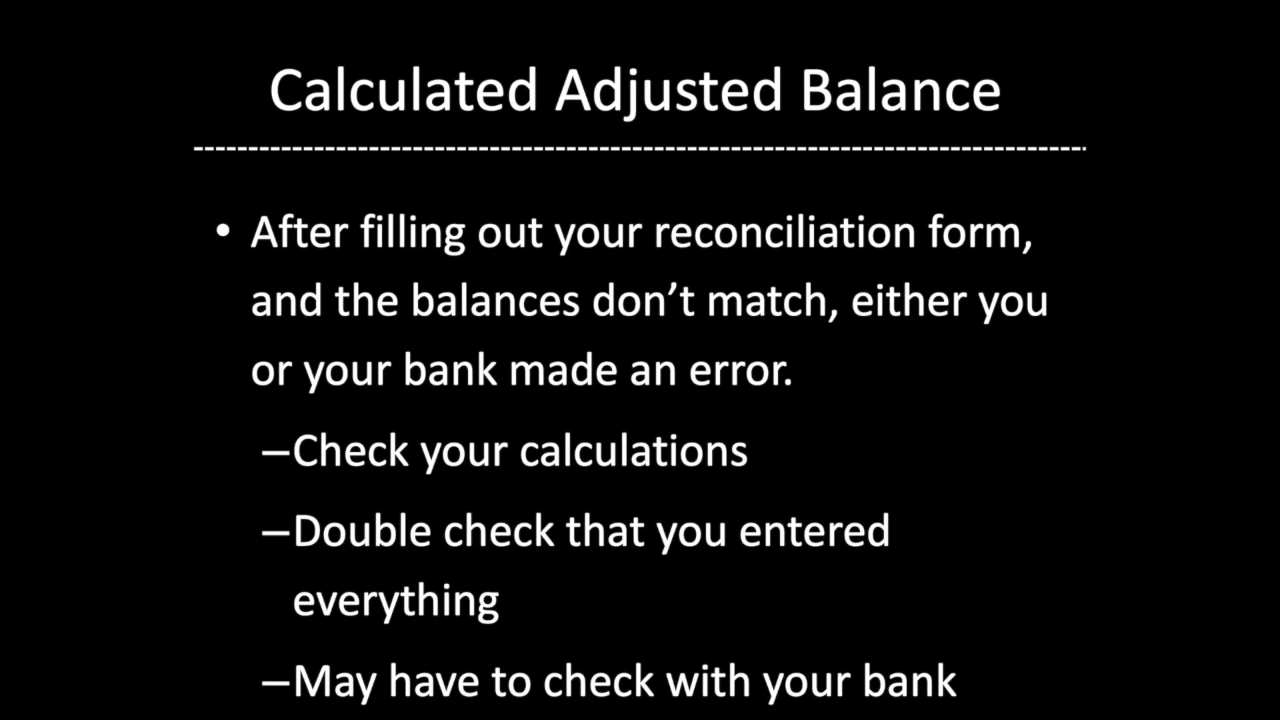 Calculated Adjusted Balance
• After filling out your reconciliation form,
and the balances don’t match, either you
or your bank made an error.
–Check your calculations
–Double check that you entered
everything
–May have to check with your bank